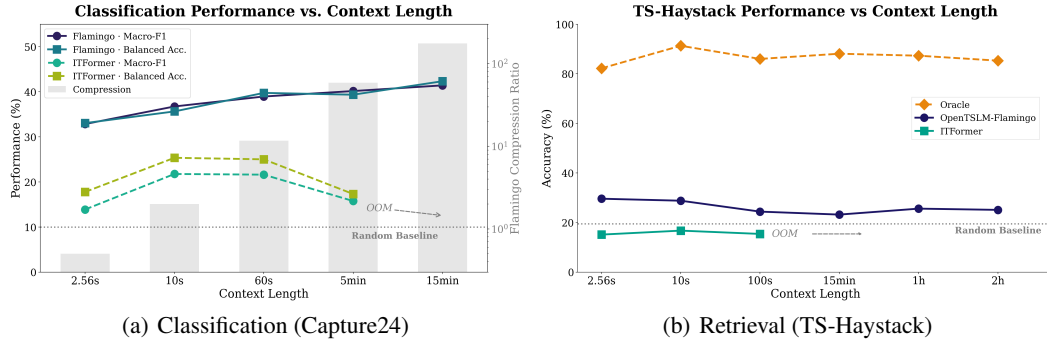 Classification Performance vs. Context Length
Flamingo · Macro-F1
Flamingo · Balanced Acc.
ITFormer · Macro-F1
ITFormer · Balanced Acc.
Compression
Performance (%)
50
40
30
20
10
0
Flamingo Compression Ratio
10²
10¹
10⁰
OOM
Random Baseline
2.56s 10s 60s 5min 15min
Context Length
(a) Classification (Capture24)
TS-Haystack Performance vs Context Length
Accuracy (%)
100
80
60
40
20
0
Oracle
OpenTSLM-Flamingo
ITFormer
Random Baseline
OOM
2.56s 10s 100s 15min 1h 2h
Context Length
(b) Retrieval (TS-Haystack)